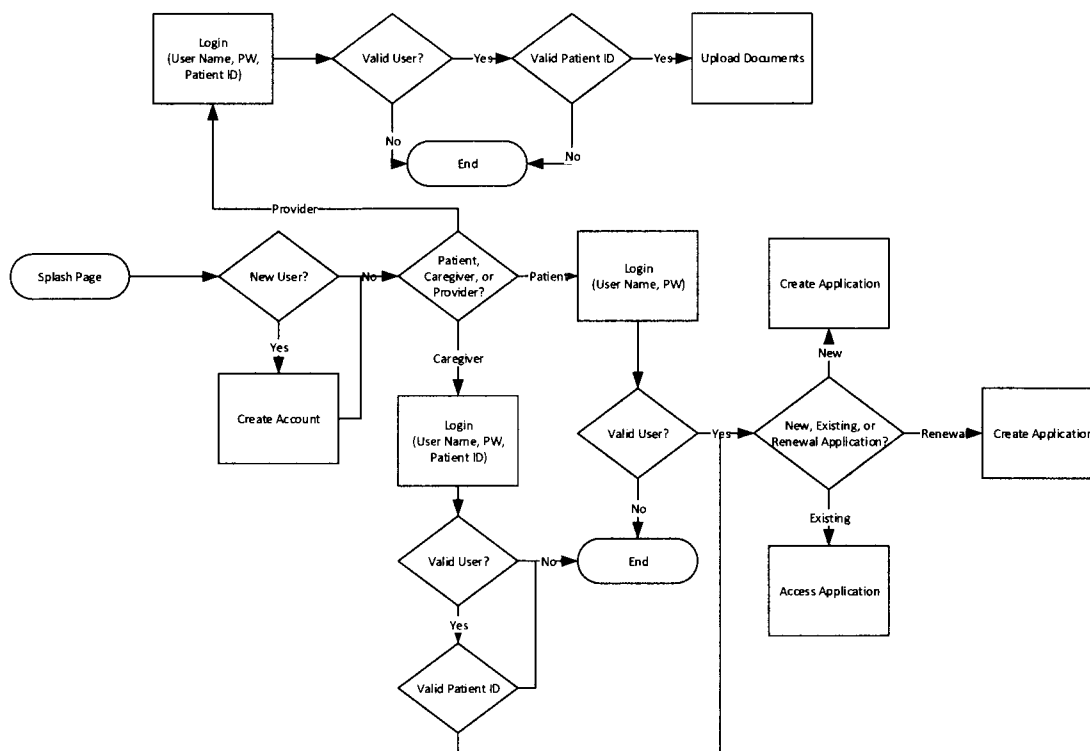 Login
(User Name, PW,
Patient ID)
Valid User?
Yes
Valid Patient ID
Yes
Upload Documents
No
No
End
Provider
Splash Page
New User?
No
Patient,
Caregiver, or
Provider?
Patient
Login
(User Name, PW)
Create Application
Yes
Caregiver
New
Create Account
Login
(User Name, PW,
Patient ID)
Valid User?
Yes
New, Existing, or
Renewal Application?
Renewal
Create Application
No
Existing
Valid User?
No
End
Access Application
Yes
Valid Patient ID